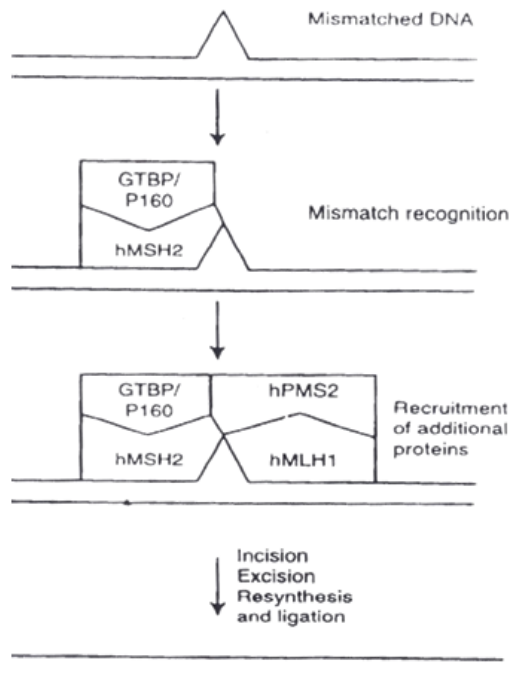 Mismatched DNA
GTBP/
P160
hMSH2
Mismatch recognition
GTBP/
P160
hMSH2
hPMS2
hMLH1
Recruitment
of additional
proteins
Incision
Excision
Resynthesis
and ligation